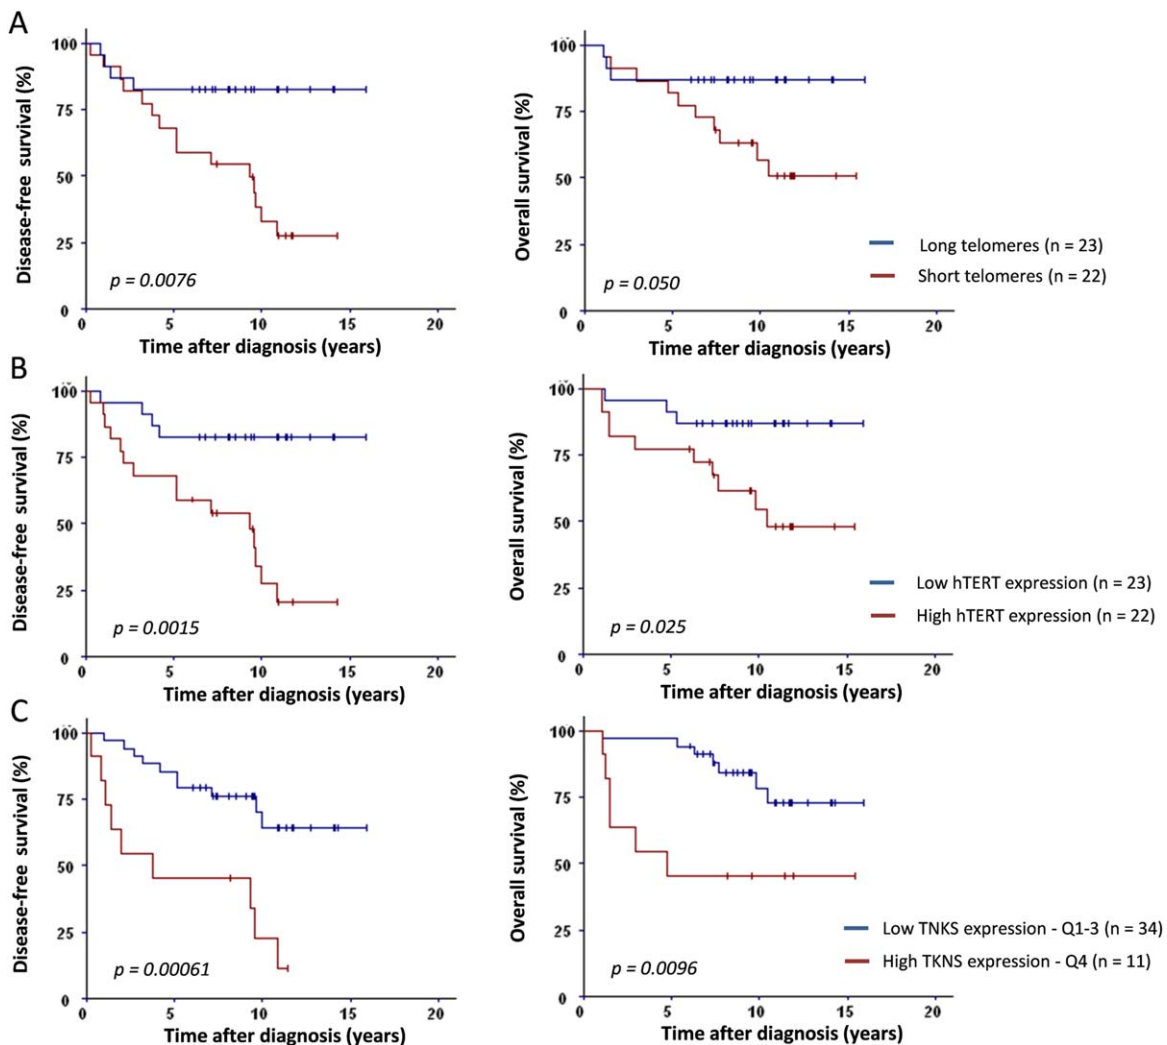 A
Disease-free survival (%)
100
75
50
25
0
p = 0.0076
0 5 10 15 20
Time after diagnosis (years)
Overall survival (%)
100
75
50
25
0
p = 0.050
0 5 10 15 20
Time after diagnosis (years)
Long telomeres (n = 23)
Short telomeres (n = 22)
B
Disease-free survival (%)
100
75
50
25
0
p = 0.0015
0 5 10 15 20
Time after diagnosis (years)
Overall survival (%)
100
75
50
25
0
p = 0.025
0 5 10 15 20
Time after diagnosis (years)
Low hTERT expression (n = 23)
High hTERT expression (n = 22)
C
Disease-free survival (%)
100
75
50
25
0
p = 0.00061
0 5 10 15 20
Time after diagnosis (years)
Overall survival (%)
100
75
50
25
0
p = 0.0096
0 5 10 15 20
Time after diagnosis (years)
Low TNKS expression - Q1-3 (n = 34)
High TKNS expression - Q4 (n = 11)